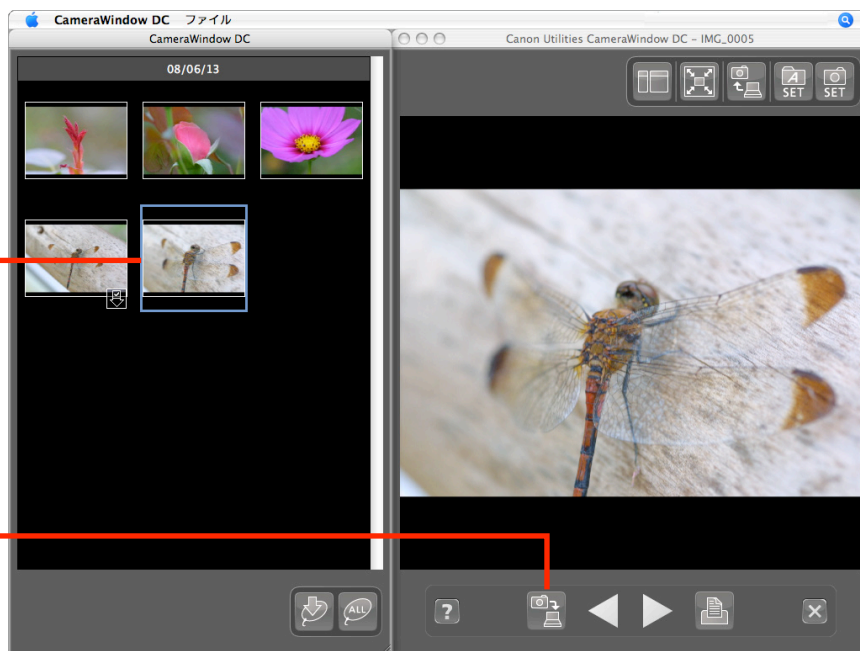 CameraWindow DC ファイル
CameraWindow DC
Canon Utilities CameraWindow DC – IMG_0005
08/06/13
A
SET
SET
ALL
?